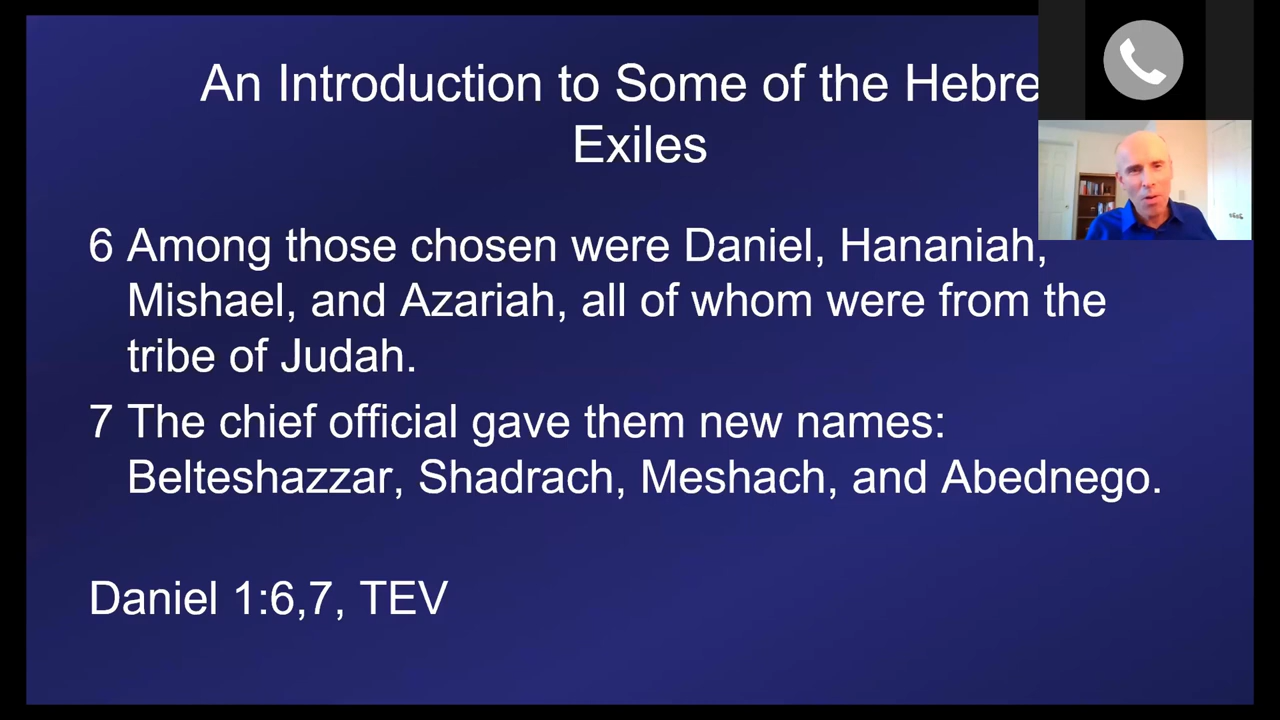 An Introduction to Some of the Hebre
Exiles
6 Among those chosen were Daniel, Hananiah,
Mishael, and Azariah, all of whom were from the
tribe of Judah.
7 The chief official gave them new names:
Belteshazzar, Shadrach, Meshach, and Abednego.
Daniel 1:6,7, TEV